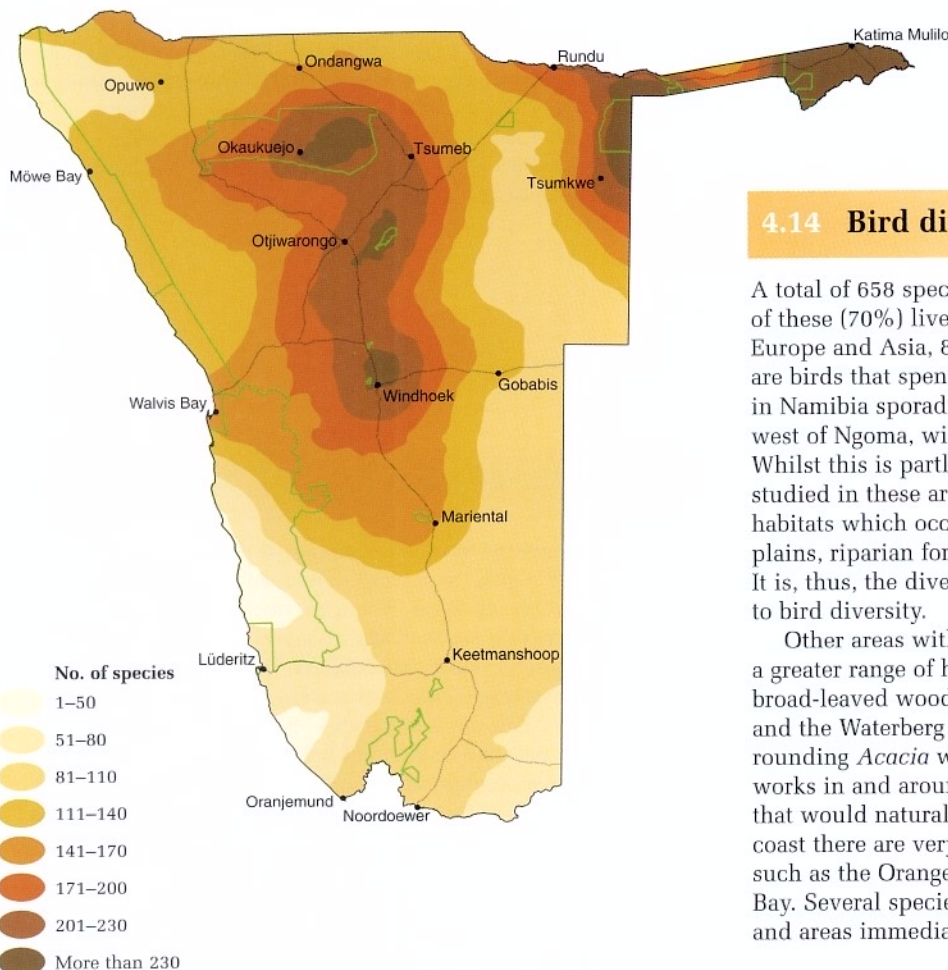 Katima Mulilo
Ondangwa
Rundu
Opuwo
Okaukuejo
Tsumeb
Möwe Bay
Tsumkwe
Otjiwarongo
Windhoek
Gobabis
Walvis Bay
Mariental
Lüderitz
Keetmanshoop
Oranjemund
Noordoewer
No. of species
1–50
51–80
81–110
111–140
141–170
171–200
201–230
More than 230
4.14 Bird di
A total of 658 spec
of these (70%) live
Europe and Asia, 8
are birds that spen
in Namibia sporad
west of Ngoma, wi
Whilst this is partl
studied in these ar
habitats which occ
plains, riparian for
It is, thus, the dive
to bird diversity.
Other areas wit
a greater range of h
broad-leaved wood
and the Waterberg
rounding Acacia w
works in and arou
that would natural
coast there are ver
such as the Orange
Bay. Several specie
and areas immedia